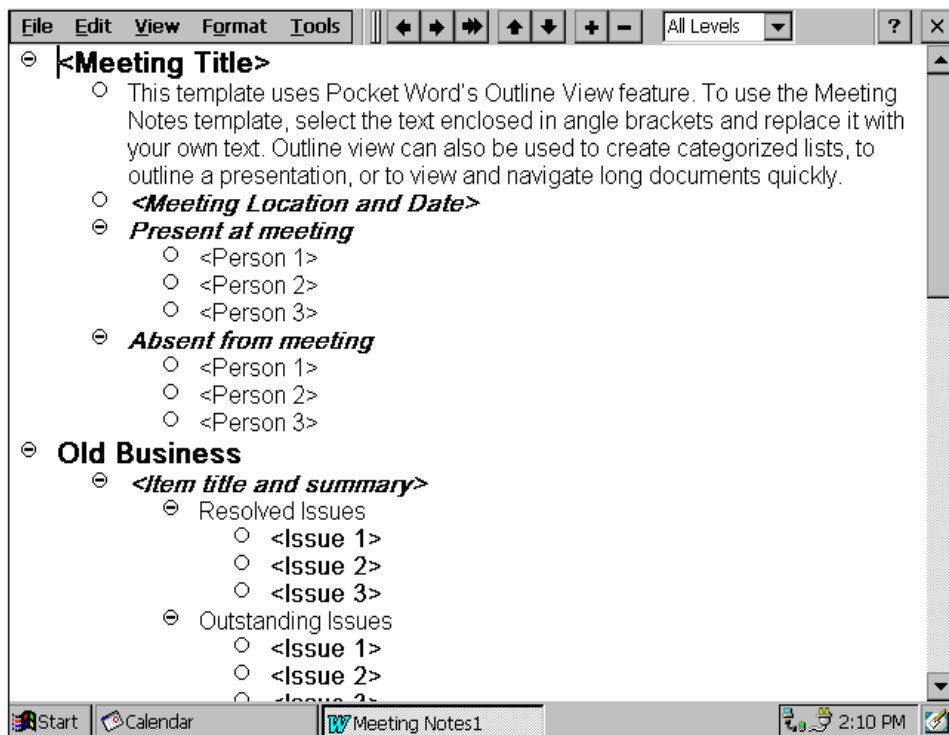 File Edit View Format Tools All Levels ?
<Meeting Title>
This template uses Pocket Word's Outline View feature. To use the Meeting
Notes template, select the text enclosed in angle brackets and replace it with
your own text. Outline view can also be used to create categorized lists, to
outline a presentation, or to view and navigate long documents quickly.
<Meeting Location and Date>
Present at meeting
<Person 1>
<Person 2>
<Person 3>
Absent from meeting
<Person 1>
<Person 2>
<Person 3>
Old Business
<Item title and summary>
Resolved Issues
<Issue 1>
<Issue 2>
<Issue 3>
Outstanding Issues
<Issue 1>
<Issue 2>
Start Calendar Meeting Notes1 2:10 PM